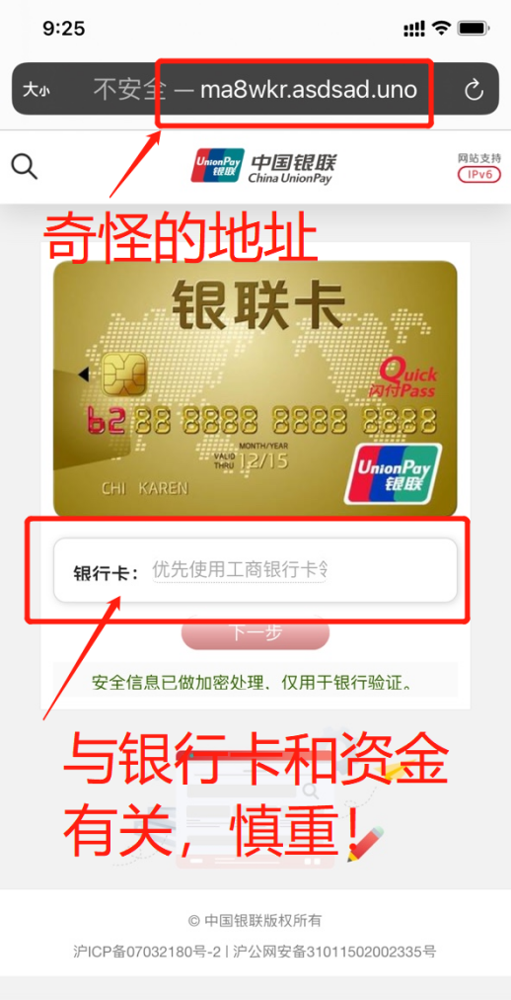 9:25
大小 不安全 — ma8wkr.asdsad.uno
UnionPay
银联
中国银联
China UnionPay
网站支持
IPv6
奇怪的地址
银联卡
Quick
闪付Pass
6288 8888 8888 8888
MONTH/YEAR
VALID
THRU
12/15
CHI KAREN
UnionPay
银联
银行卡：优先使用工商银行卡
下一步
安全信息已做加密处理，仅用于银行验证。
与银行卡和资金
有关，慎重！
© 中国银联版权所有
沪ICP备07032180号-2 | 沪公网安备31011502002335号